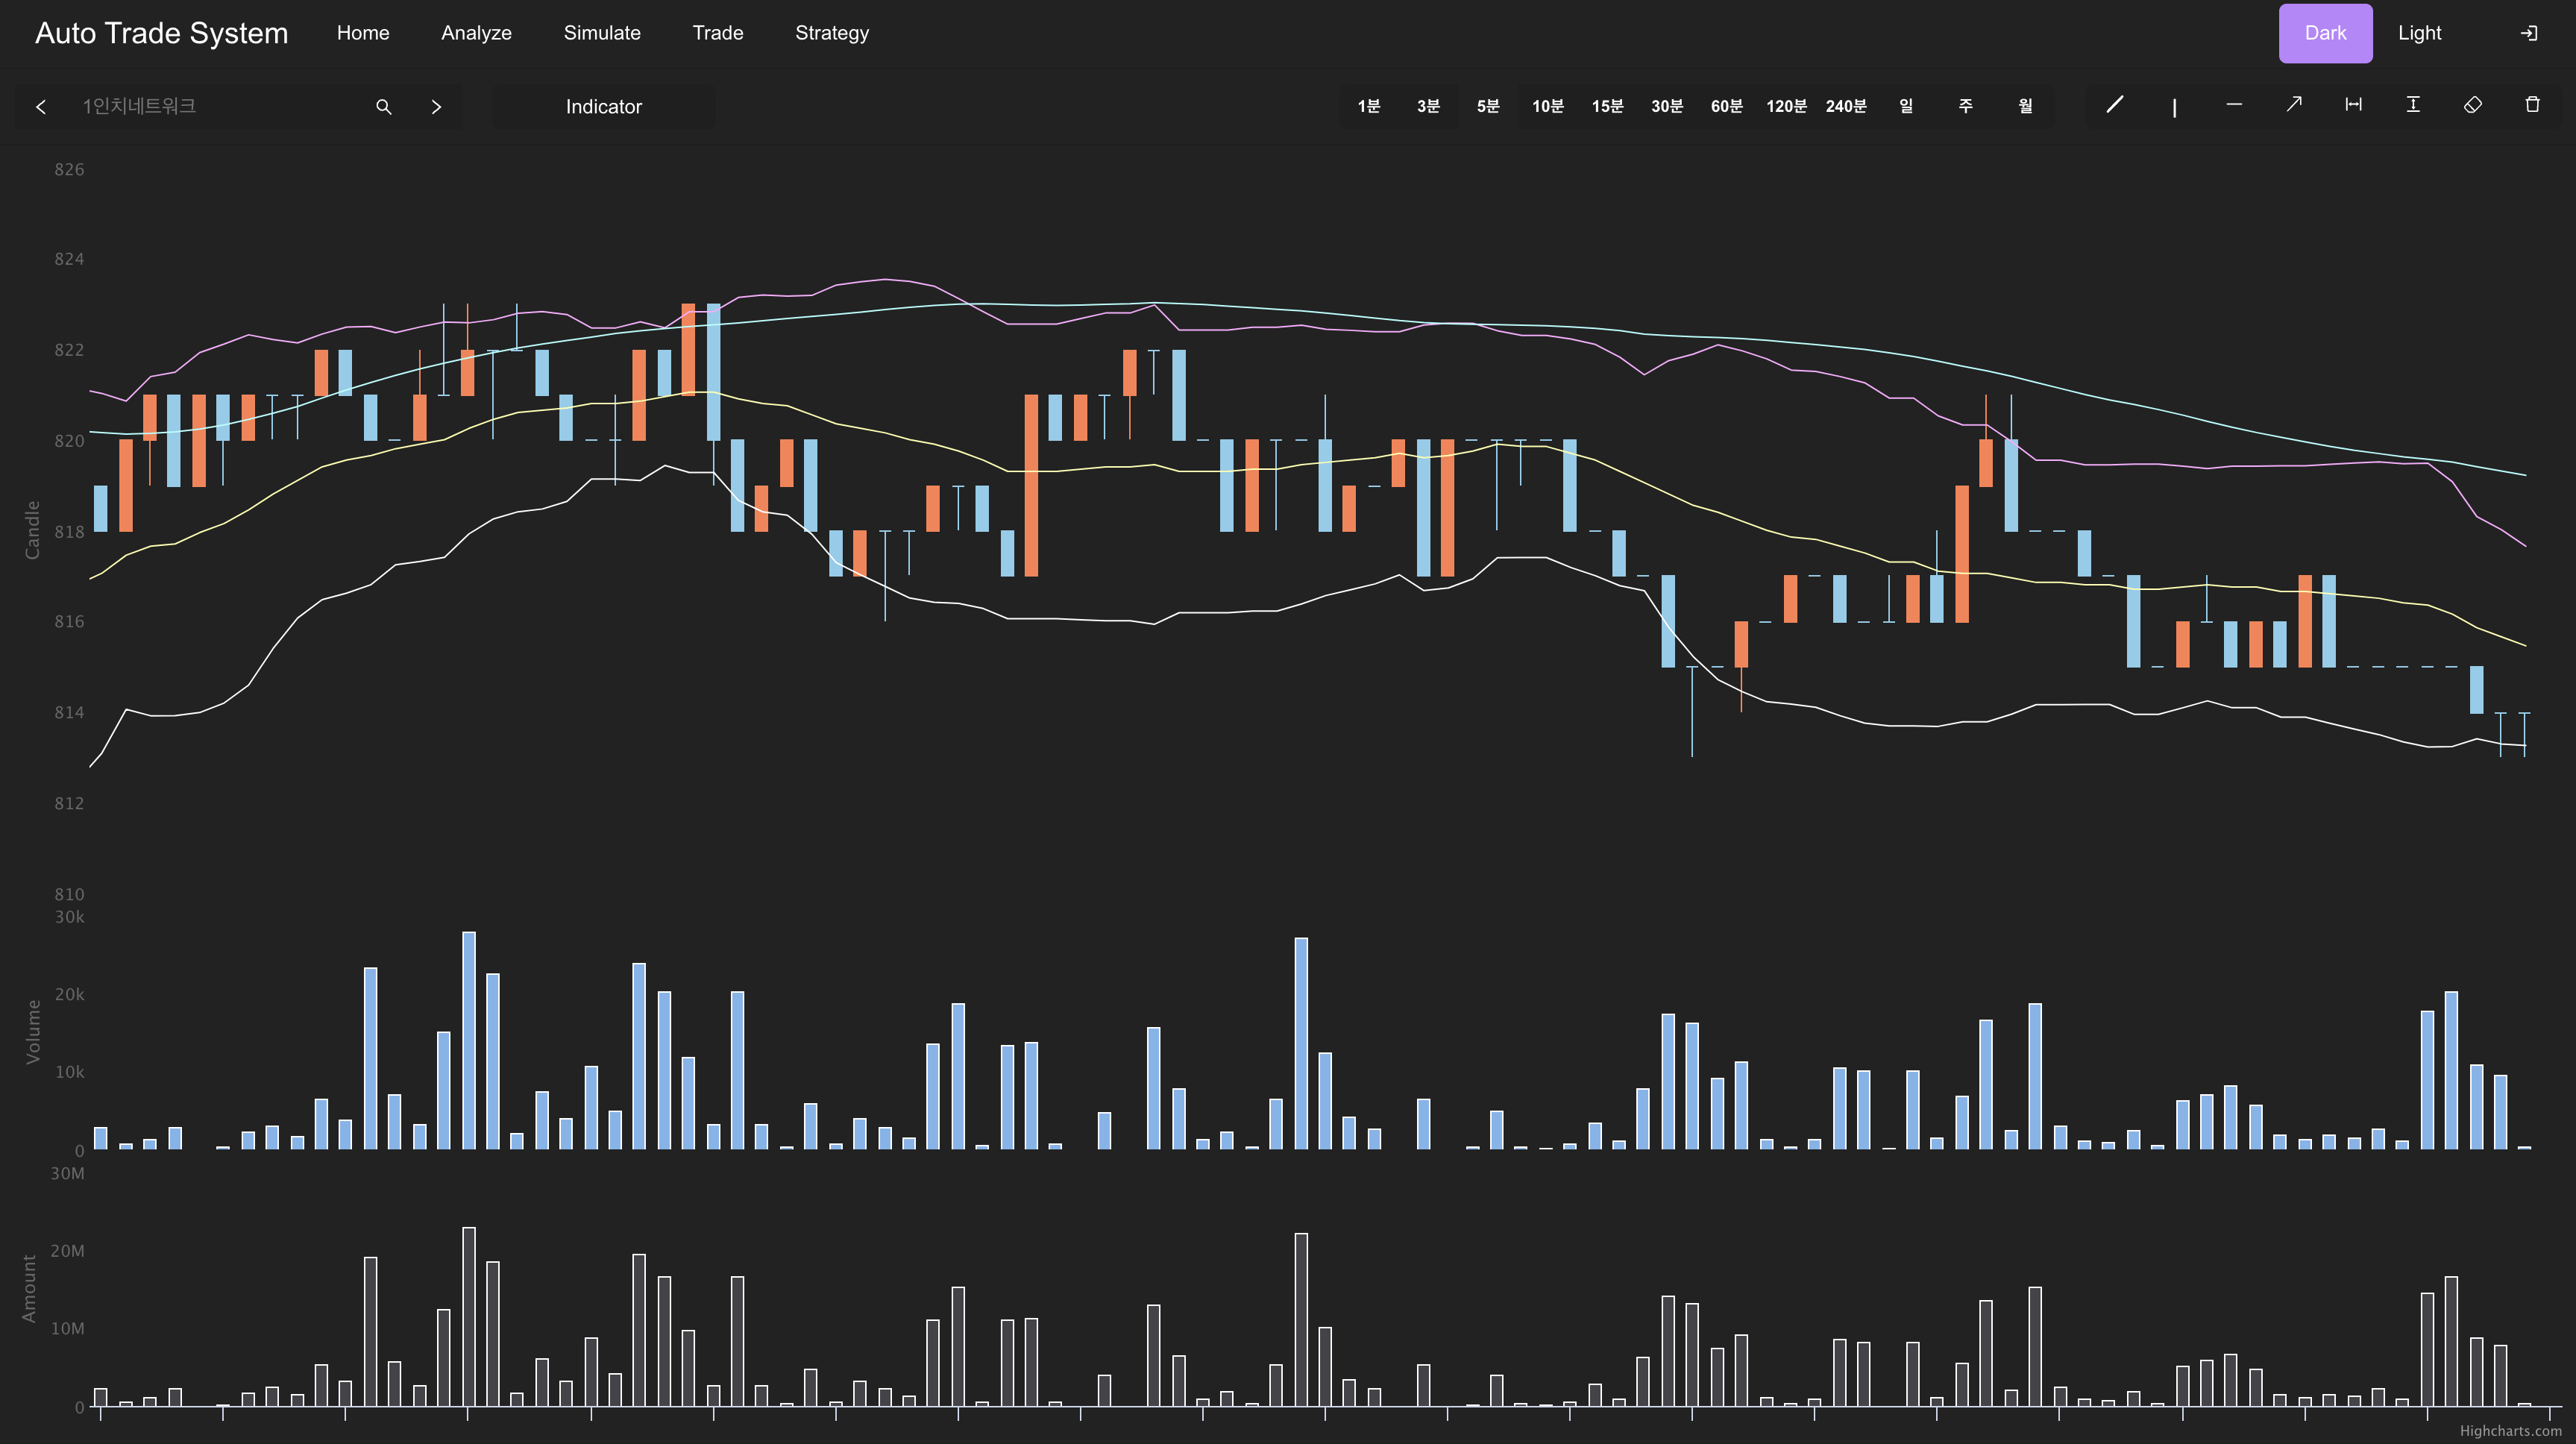 Auto Trade System Home Analyze Simulate Trade Strategy Dark Light
1인치네트워크 Indicator 1분 3분 5분 10분 15분 30분 60분 120분 240분 일 주 월
826
824
822
820
818
816
814
812
810
Candle
30k
20k
10k
0
Volume
30M
20M
10M
0
Amount
Highcharts.com